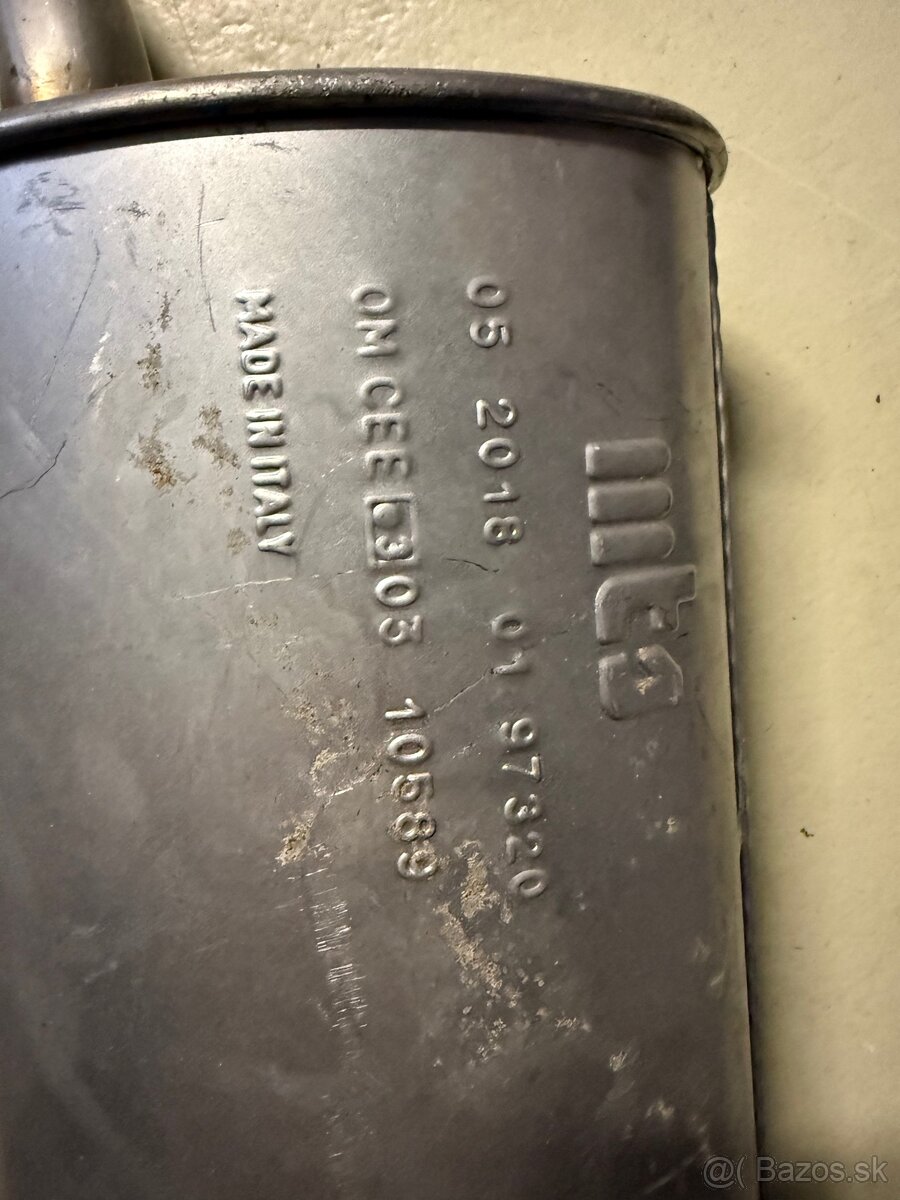 mts
05 2018 01 97320
OM CEE e3 03 10589
MADE IN ITALY
@( Bazos.sk